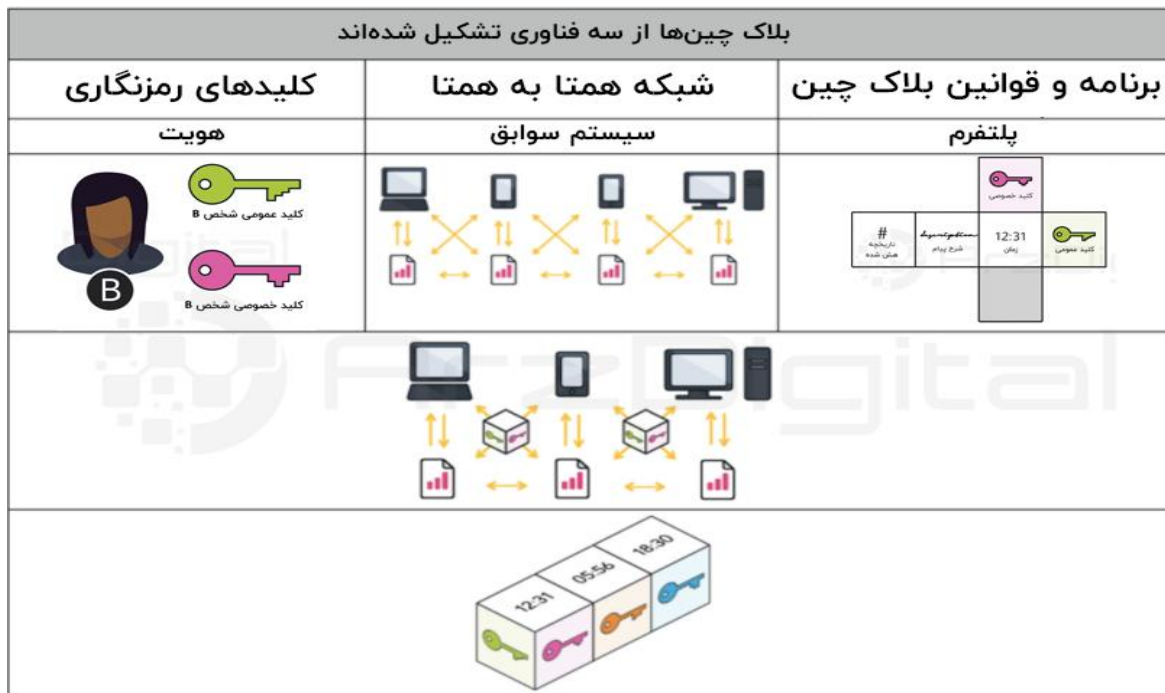 بلاک چین‌ها از سه فناوری تشکیل شده‌اند
برنامه و قوانین بلاک چین
شبکه همتا به همتا
کلیدهای رمزنگاری
پلتفرم
سیستم سوابق
هویت
کلید خصوصی
کلید عمومی
12:31
زمان
description
شرح پیام
#
تاریخچه
هش شده
کلید عمومی شخص B
کلید خصوصی شخص B
B
ArzDigital
12:31
05:56
18:30